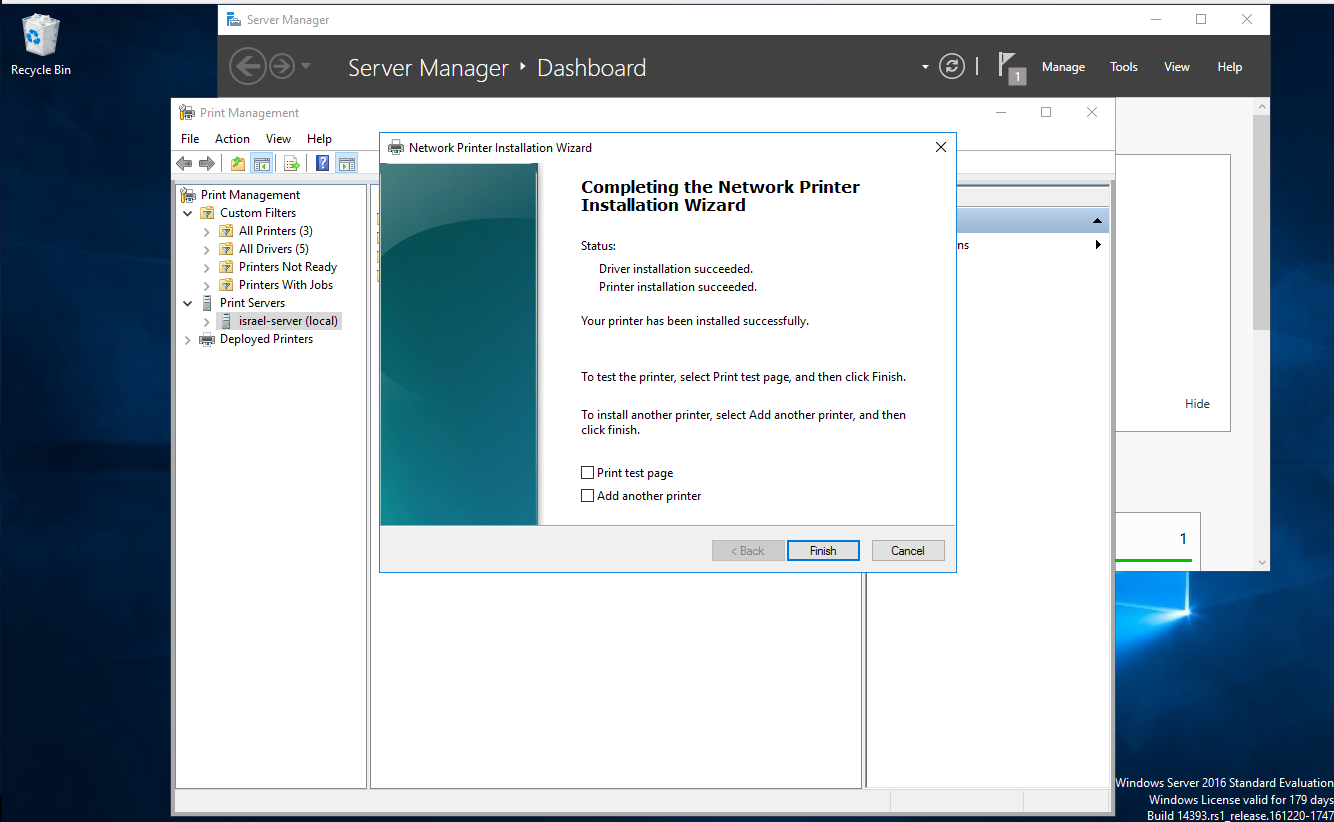 Recycle Bin
Server Manager
Server Manager
Dashboard
1
Manage
Tools
View
Help
Print Management
File
Action
View
Help
Print Management
Custom Filters
All Printers (3)
All Drivers (5)
Printers Not Ready
Printers With Jobs
Print Servers
israel-server (local)
Deployed Printers
Network Printer Installation Wizard
Completing the Network Printer
Installation Wizard
Status:
Driver installation succeeded.
Printer installation succeeded.
Your printer has been installed successfully.
To test the printer, select Print test page, and then click Finish.
To install another printer, select Add another printer, and then
click finish.
Print test page
Add another printer
< Back
Finish
Cancel
ns
Hide
1
Windows Server 2016 Standard Evaluation
Windows License valid for 179 days
Build 14393.rs1_release.161220-1747